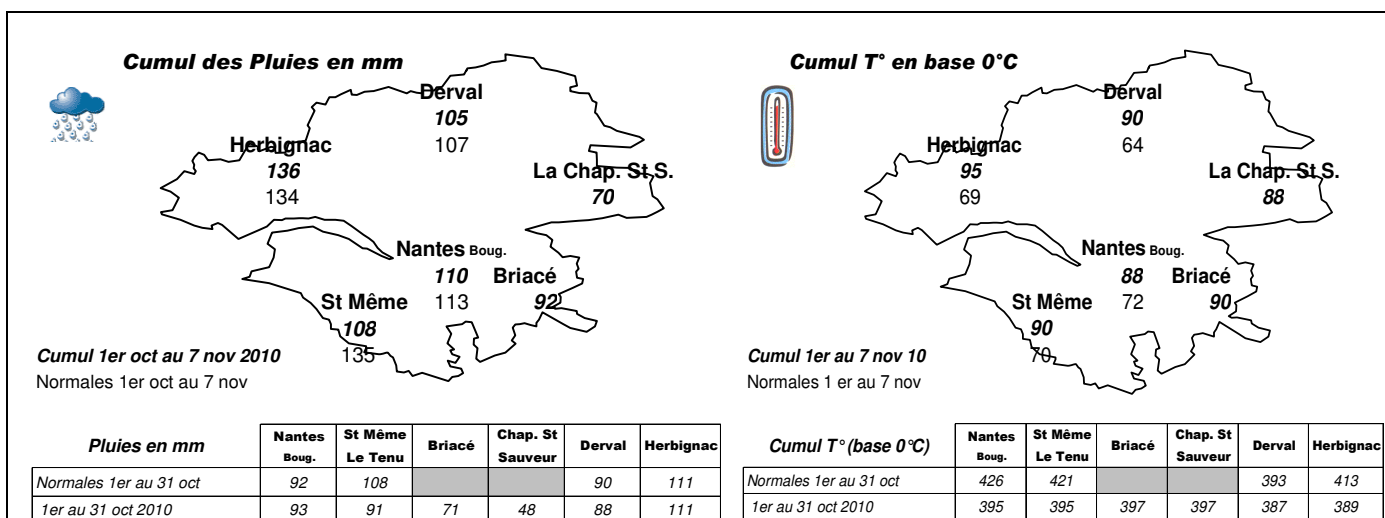 Cumul des Pluies en mm
Derval
105
107
Herbignac
136
134
La Chap. St S.
70
Nantes Boug.
110
113
Briacé
92
St Même
108
135
Cumul 1er oct au 7 nov 2010
Normales 1er oct au 7 nov
Cumul T° en base 0°C
Derval
90
64
Herbignac
95
69
La Chap. St S.
88
Nantes Boug.
88
72
Briacé
90
St Même
90
70
Cumul 1er au 7 nov 10
Normales 1 er au 7 nov
Pluies en mm Nantes Boug. St Même Le Tenu Briacé Chap. St Sauveur Derval Herbignac
Normales 1er au 31 oct 92 108 90 111
1er au 31 oct 2010 93 91 71 48 88 111
Cumul T° (base 0°C) Nantes Boug. St Même Le Tenu Briacé Chap. St Sauveur Derval Herbignac
Normales 1er au 31 oct 426 421 393 413
1er au 31 oct 2010 395 395 397 397 387 389